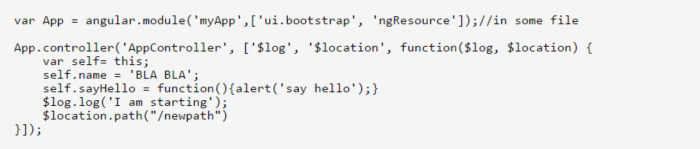 var App = angular.module('myApp',['ui.bootstrap', 'ngResource']);//in some file
App.controller('AppController', ['$log', '$location', function($log, $location) {
var self= this;
self.name = 'BLA BLA';
self.sayHello = function(){alert('say hello');}
$log.log('I am starting');
$location.path("/newpath")
}]);